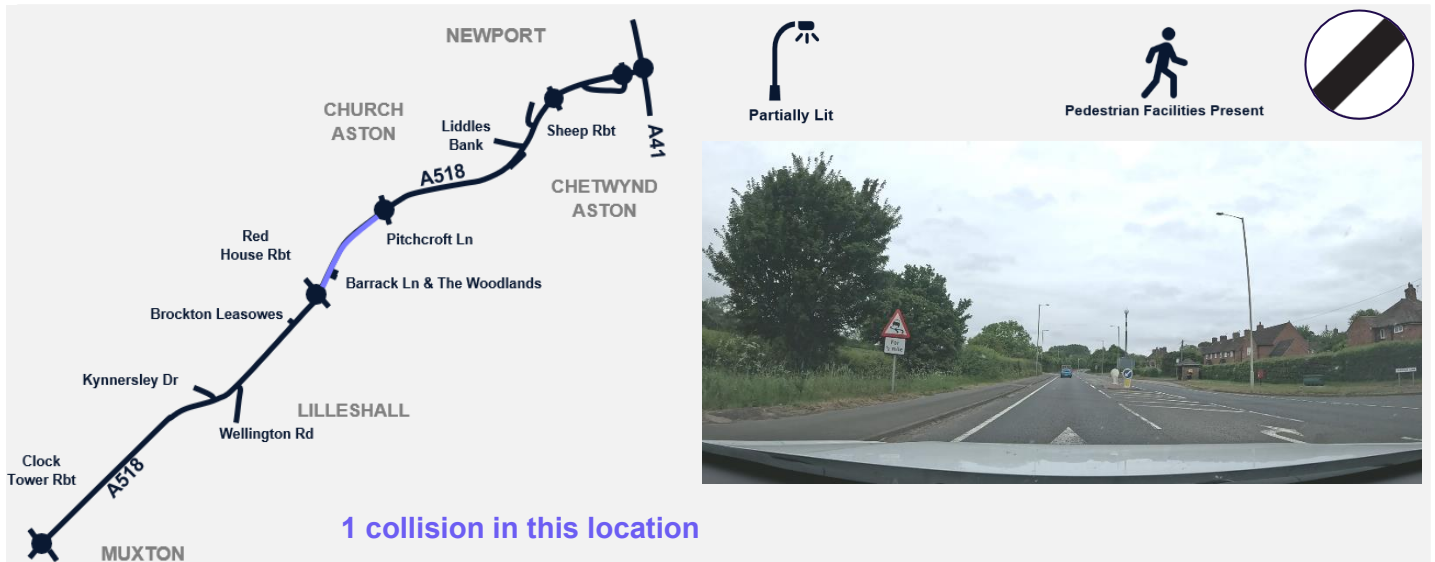 NEWPORT
CHURCH
ASTON
Liddles
Bank
Sheep Rbt
A518
A41
CHETWYND
ASTON
Red
House Rbt
Pitchcroft Ln
Barrack Ln & The Woodlands
Brockton Leasowes
Kynnersley Dr
LILLESHALL
Wellington Rd
Clock
Tower Rbt
A518
MUXTON
1 collision in this location
Partially Lit
Pedestrian Facilities Present
For